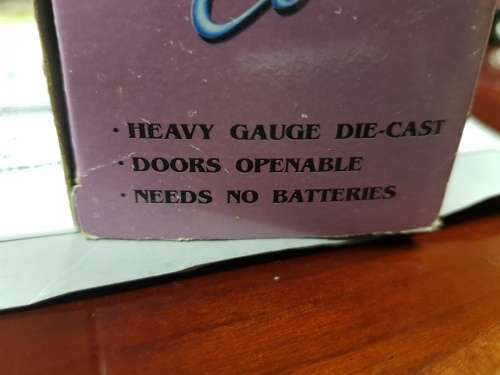 · HEAVY GAUGE DIE-CAST
· DOORS OPENABLE
· NEEDS NO BATTERIES